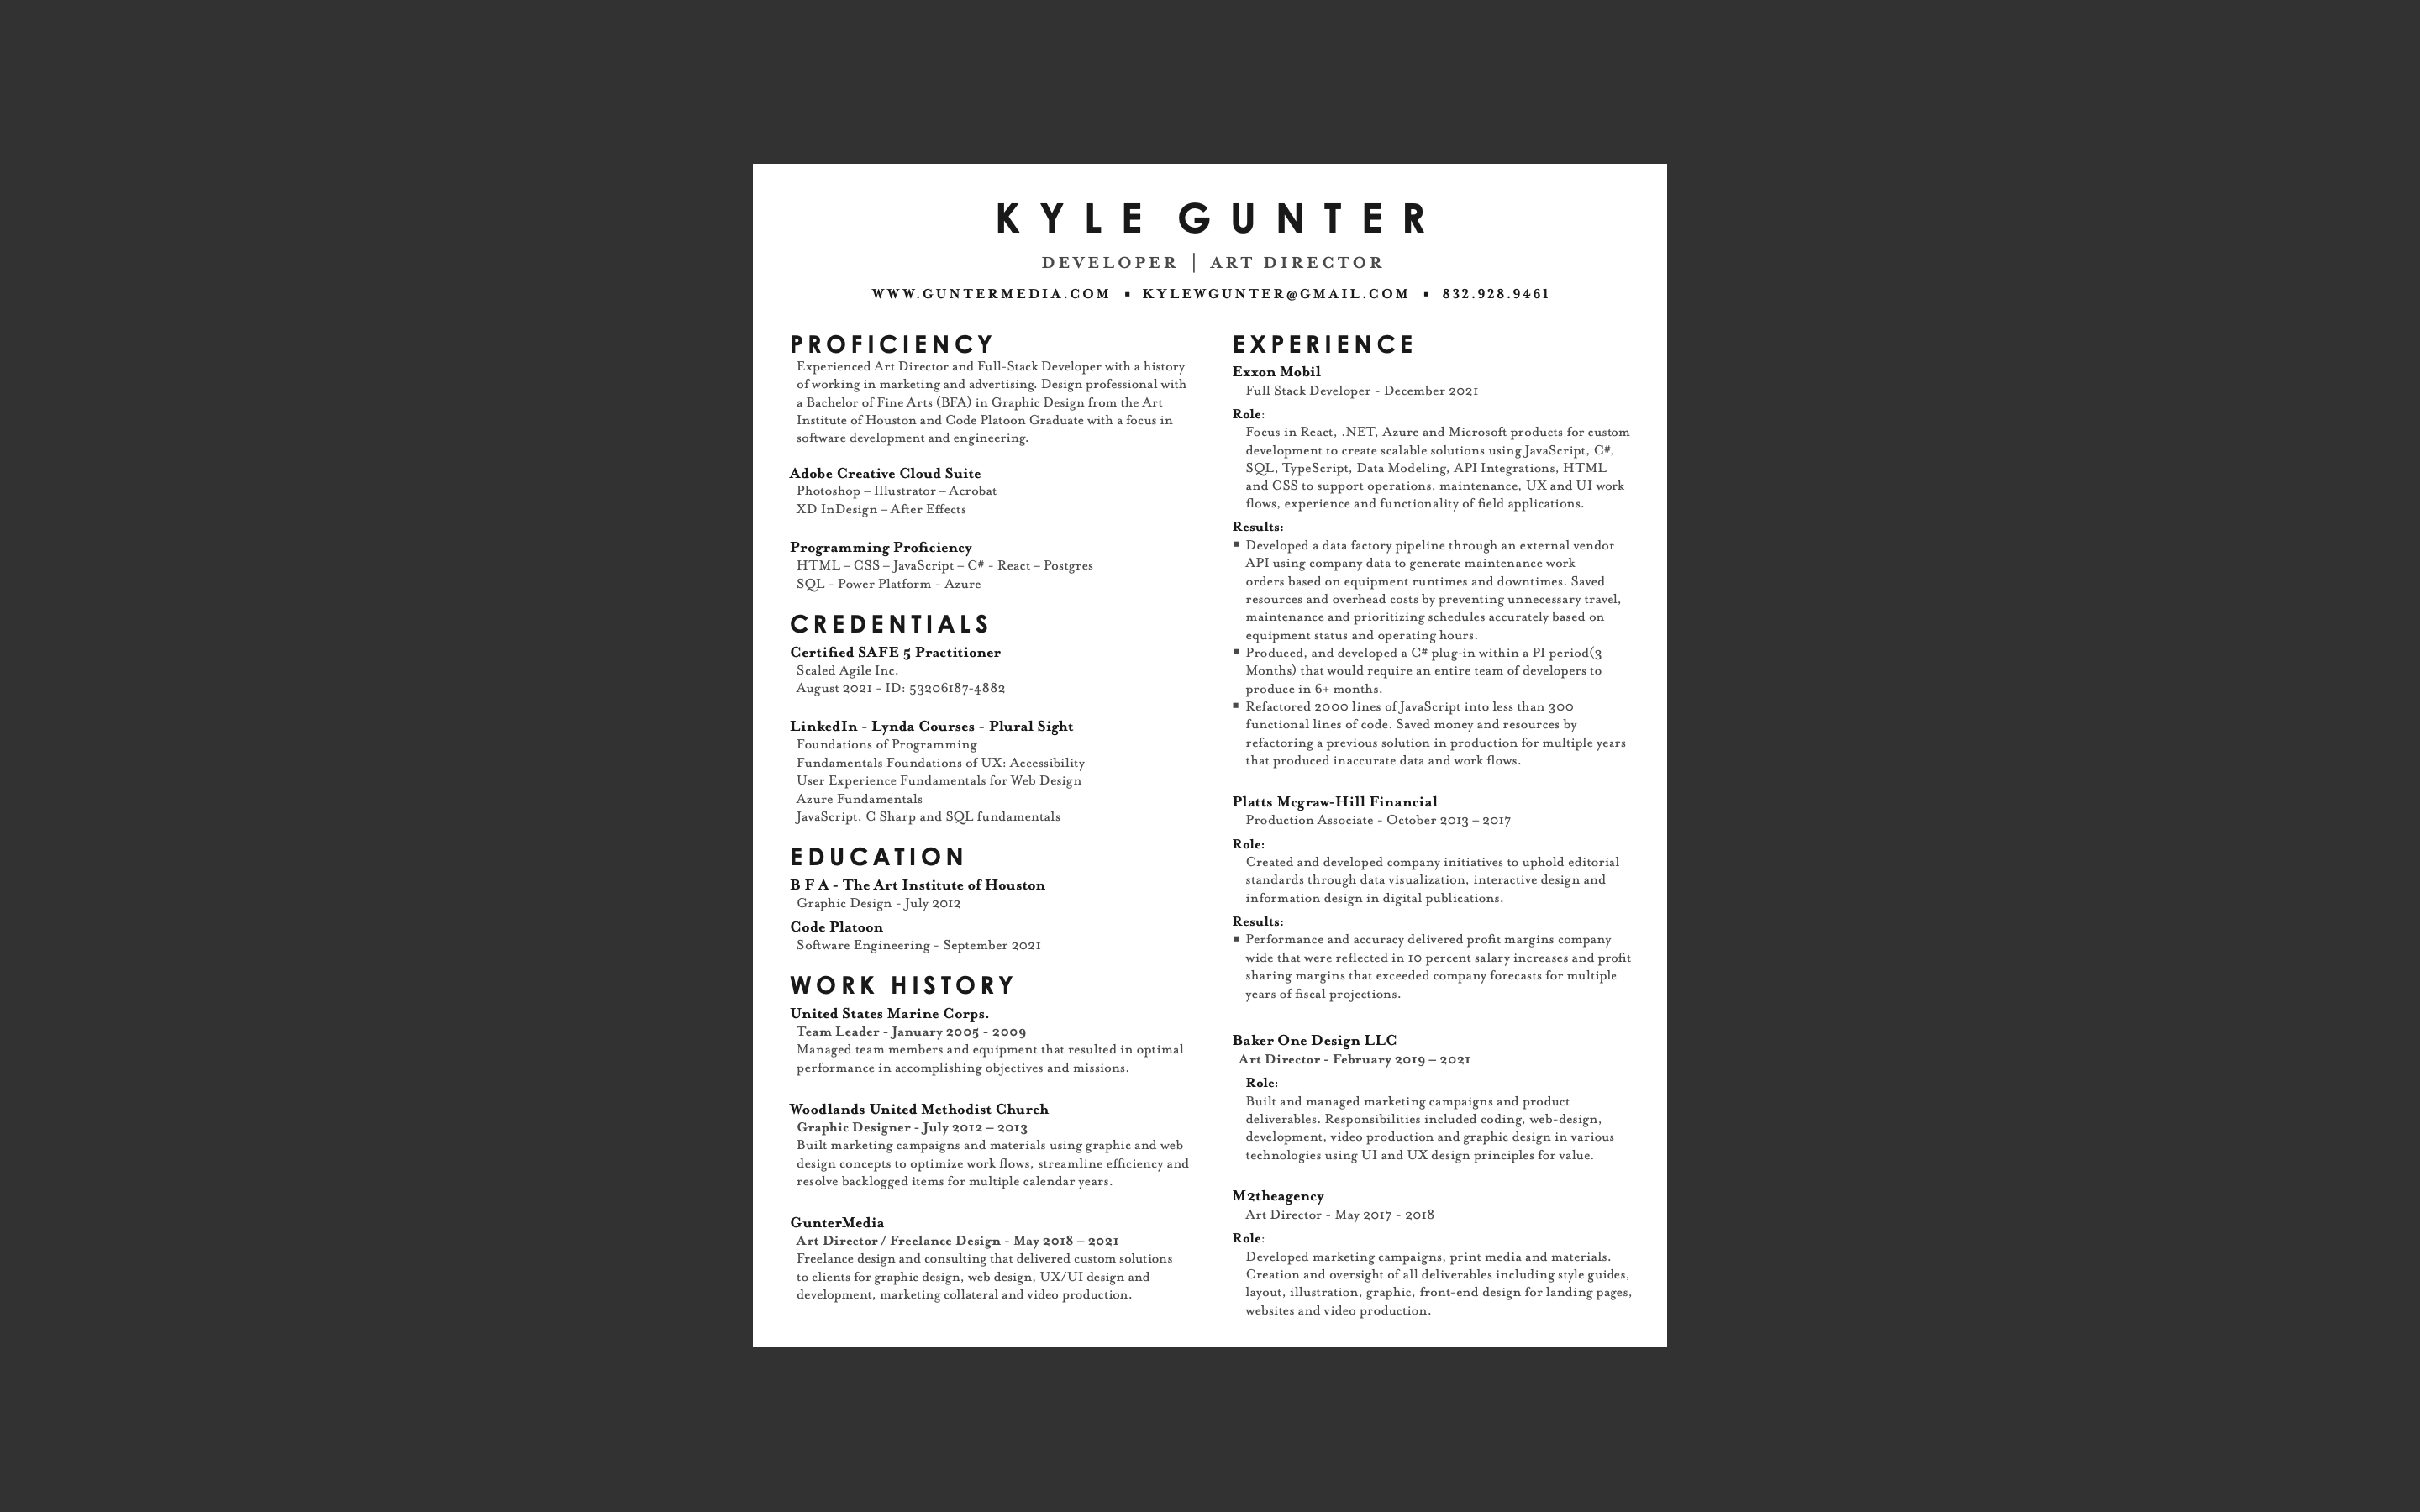 KYLE GUNTER
DEVELOPER | ART DIRECTOR
WWW.GUNTERMEDIA.COM ▪ KYLEWGUNTER@GMAIL.COM ▪ 832.928.9461
PROFICIENCY
Experienced Art Director and Full-Stack Developer with a history
of working in marketing and advertising. Design professional with
a Bachelor of Fine Arts (BFA) in Graphic Design from the Art
Institute of Houston and Code Platoon Graduate with a focus in
software development and engineering.
Adobe Creative Cloud Suite
Photoshop – Illustrator – Acrobat
XD InDesign – After Effects
Programming Proficiency
HTML – CSS – JavaScript – C# - React – Postgres
SQL - Power Platform - Azure
CREDENTIALS
Certified SAFE 5 Practitioner
Scaled Agile Inc.
August 2021 - ID: 53206187-4882
LinkedIn - Lynda Courses - Plural Sight
Foundations of Programming
Fundamentals Foundations of UX: Accessibility
User Experience Fundamentals for Web Design
Azure Fundamentals
JavaScript, C Sharp and SQL fundamentals
EDUCATION
B F A - The Art Institute of Houston
Graphic Design - July 2012
Code Platoon
Software Engineering - September 2021
WORK HISTORY
United States Marine Corps.
Team Leader - January 2005 - 2009
Managed team members and equipment that resulted in optimal
performance in accomplishing objectives and missions.
Woodlands United Methodist Church
Graphic Designer - July 2012 – 2013
Built marketing campaigns and materials using graphic and web
design concepts to optimize work flows, streamline efficiency and
resolve backlogged items for multiple calendar years.
GunterMedia
Art Director / Freelance Design - May 2018 – 2021
Freelance design and consulting that delivered custom solutions
to clients for graphic design, web design, UX/UI design and
development, marketing collateral and video production.
EXPERIENCE
Exxon Mobil
Full Stack Developer - December 2021
Role:
Focus in React, .NET, Azure and Microsoft products for custom
development to create scalable solutions using JavaScript, C#,
SQL, TypeScript, Data Modeling, API Integrations, HTML
and CSS to support operations, maintenance, UX and UI work
flows, experience and functionality of field applications.
Results:
▪ Developed a data factory pipeline through an external vendor
API using company data to generate maintenance work
orders based on equipment runtimes and downtimes. Saved
resources and overhead costs by preventing unnecessary travel,
maintenance and prioritizing schedules accurately based on
equipment status and operating hours.
▪ Produced, and developed a C# plug-in within a PI period(3
Months) that would require an entire team of developers to
produce in 6+ months.
▪ Refactored 2000 lines of JavaScript into less than 300
functional lines of code. Saved money and resources by
refactoring a previous solution in production for multiple years
that produced inaccurate data and work flows.
Platts Mcgraw-Hill Financial
Production Associate - October 2013 – 2017
Role:
Created and developed company initiatives to uphold editorial
standards through data visualization, interactive design and
information design in digital publications.
Results:
▪ Performance and accuracy delivered profit margins company
wide that were reflected in 10 percent salary increases and profit
sharing margins that exceeded company forecasts for multiple
years of fiscal projections.
Baker One Design LLC
Art Director - February 2019 – 2021
Role:
Built and managed marketing campaigns and product
deliverables. Responsibilities included coding, web-design,
development, video production and graphic design in various
technologies using UI and UX design principles for value.
M2theagency
Art Director - May 2017 - 2018
Role:
Developed marketing campaigns, print media and materials.
Creation and oversight of all deliverables including style guides,
layout, illustration, graphic, front-end design for landing pages,
websites and video production.